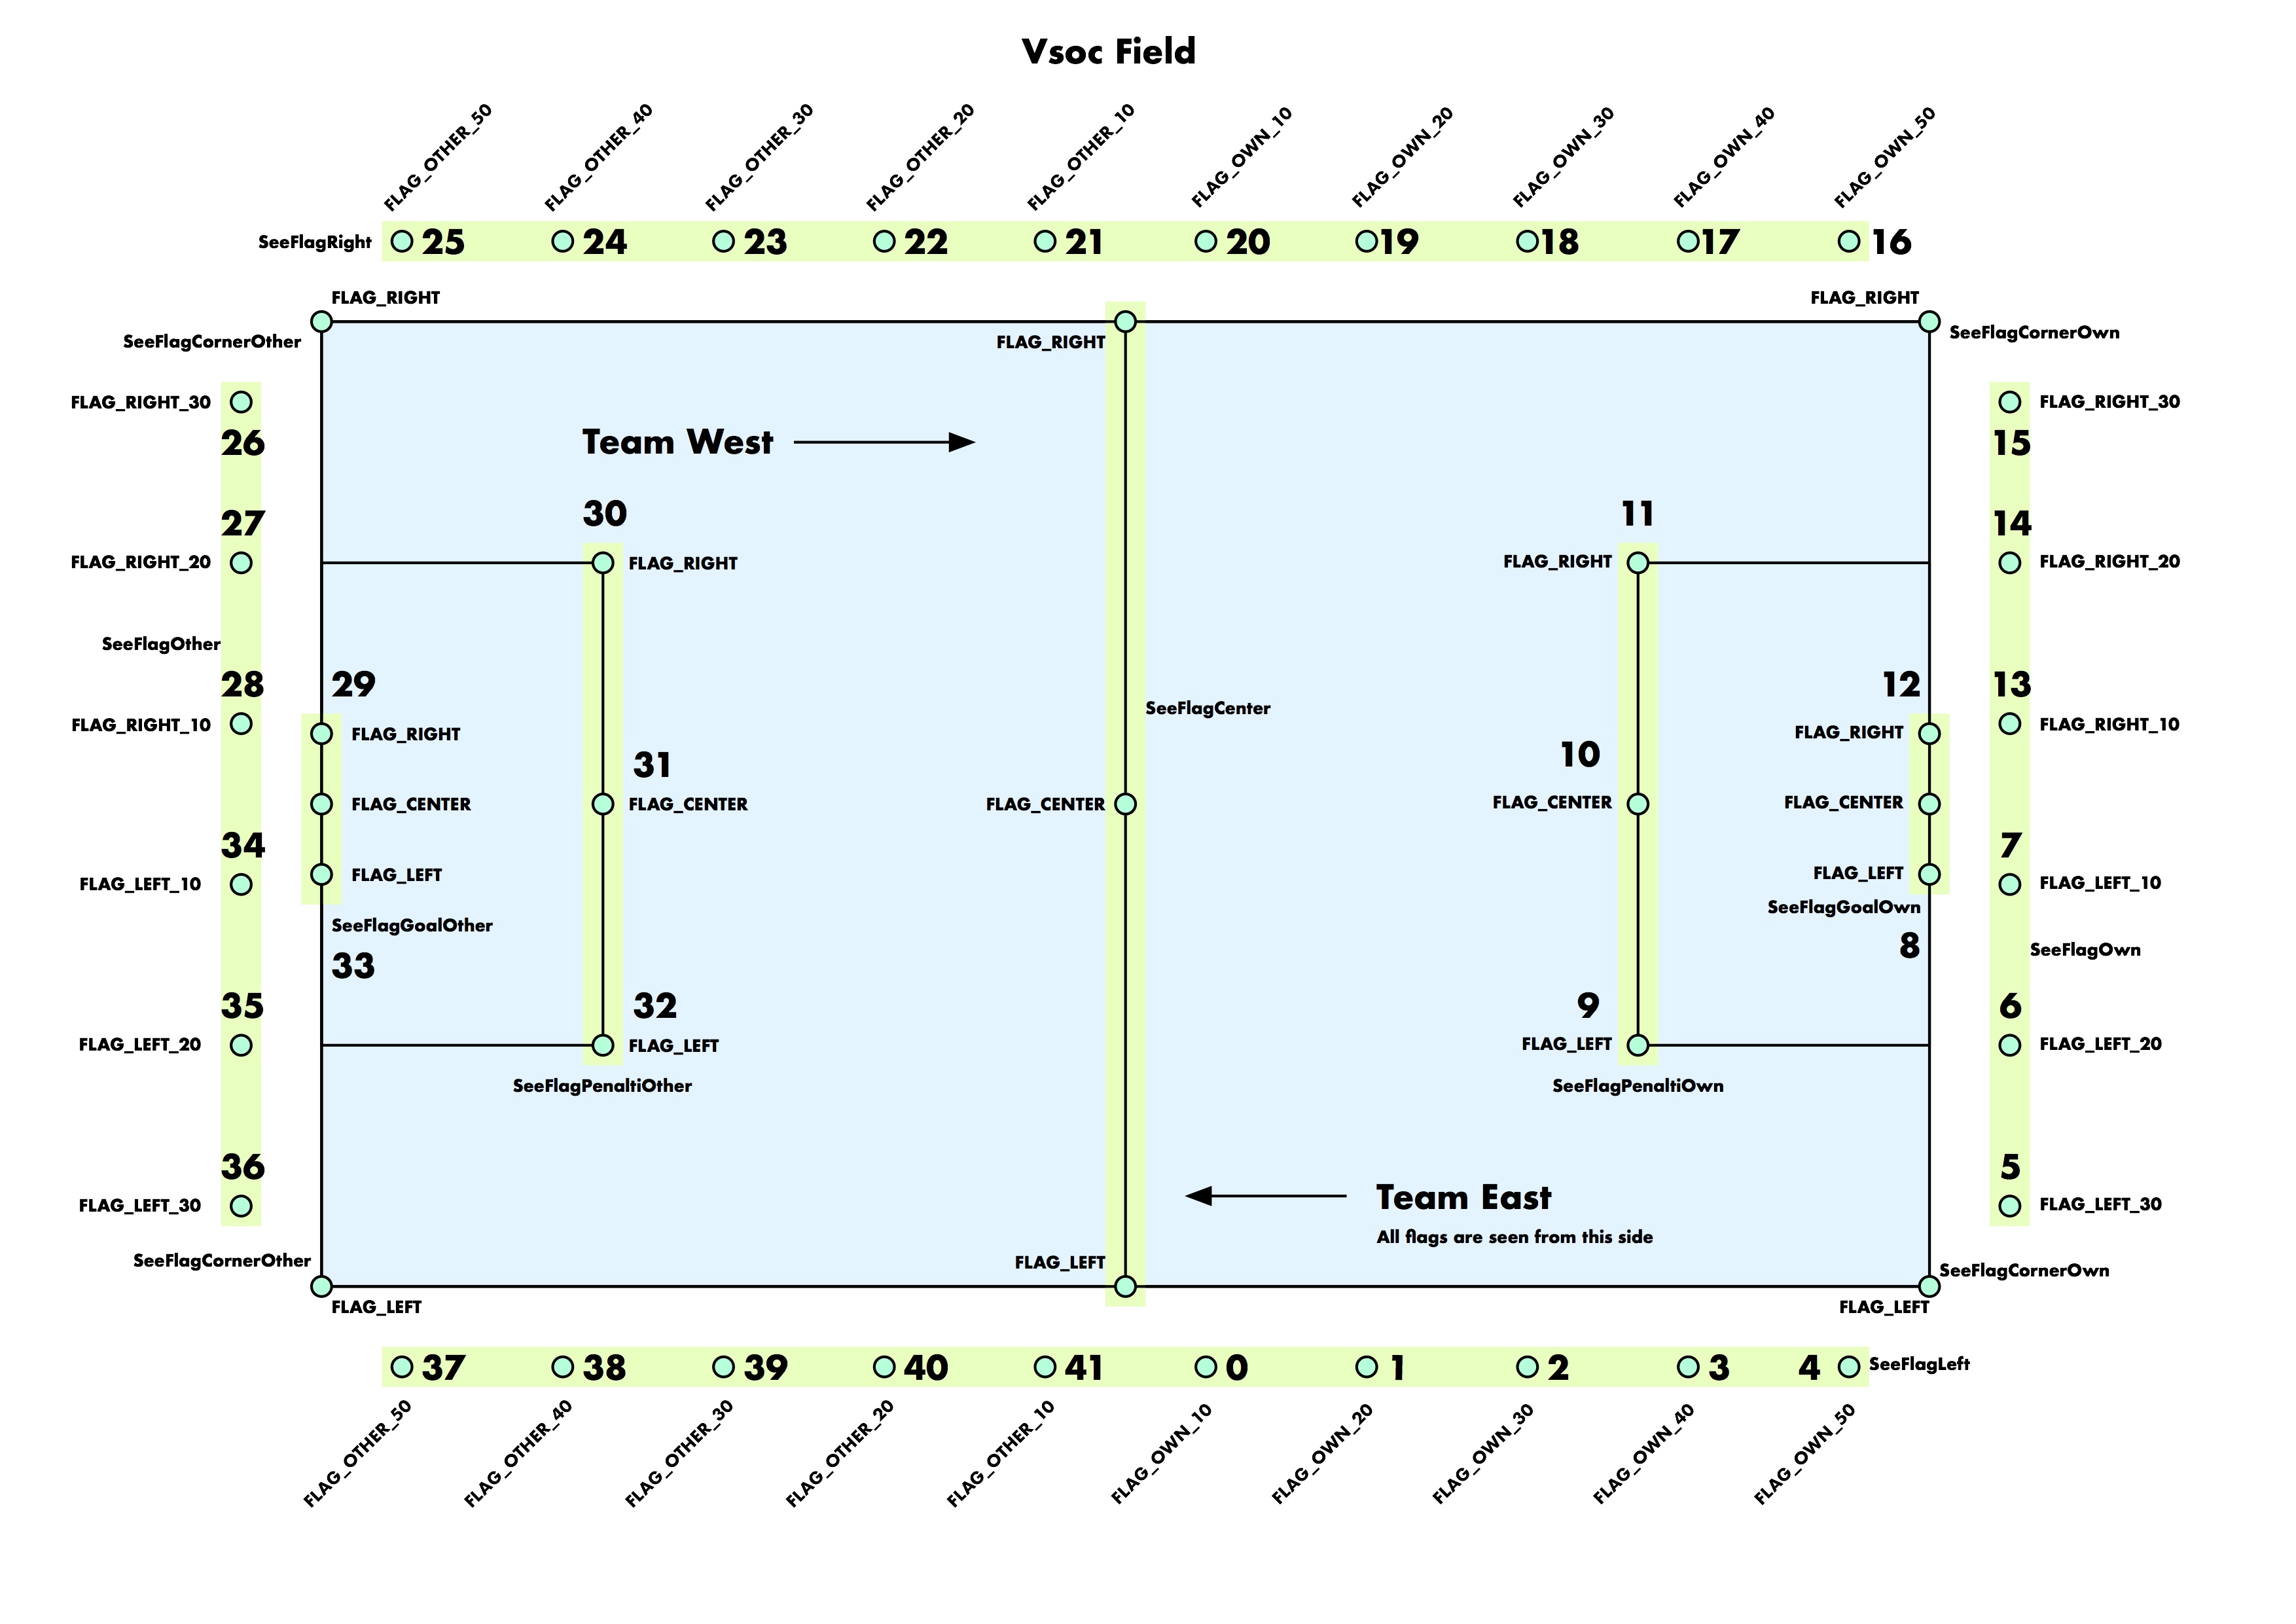 Vsoc Field
FLAG_OTHER_50
FLAG_OTHER_40
FLAG_OTHER_30
FLAG_OTHER_20
FLAG_OTHER_10
FLAG_OWN_10
FLAG_OWN_20
FLAG_OWN_30
FLAG_OWN_40
FLAG_OWN_50
SeeFlagRight 25 24 23 22 21 20 19 18 17 16
FLAG_RIGHT
FLAG_RIGHT
SeeFlagCornerOther
FLAG_RIGHT
SeeFlagCornerOwn
FLAG_RIGHT_30
FLAG_RIGHT_30
26
Team West
15
30
11
27
14
FLAG_RIGHT_20
FLAG_RIGHT
FLAG_RIGHT
FLAG_RIGHT_20
SeeFlagOther
28
29
12
13
SeeFlagCenter
FLAG_RIGHT_10
FLAG_RIGHT
FLAG_RIGHT
FLAG_RIGHT_10
31
10
FLAG_CENTER
FLAG_CENTER
FLAG_CENTER
FLAG_CENTER
FLAG_CENTER
34
7
FLAG_LEFT_10
FLAG_LEFT
FLAG_LEFT
FLAG_LEFT_10
SeeFlagGoalOther
SeeFlagGoalOwn
33
8
SeeFlagOwn
35
32
9
6
FLAG_LEFT_20
FLAG_LEFT
FLAG_LEFT
FLAG_LEFT_20
SeeFlagPenaltiOther
SeeFlagPenaltiOwn
36
5
FLAG_LEFT_30
Team East
FLAG_LEFT_30
All flags are seen from this side
SeeFlagCornerOther
FLAG_LEFT
SeeFlagCornerOwn
FLAG_LEFT
FLAG_LEFT
37 38 39 40 41 0 1 2 3 4 SeeFlagLeft
FLAG_OTHER_50
FLAG_OTHER_40
FLAG_OTHER_30
FLAG_OTHER_20
FLAG_OTHER_10
FLAG_OWN_10
FLAG_OWN_20
FLAG_OWN_30
FLAG_OWN_40
FLAG_OWN_50